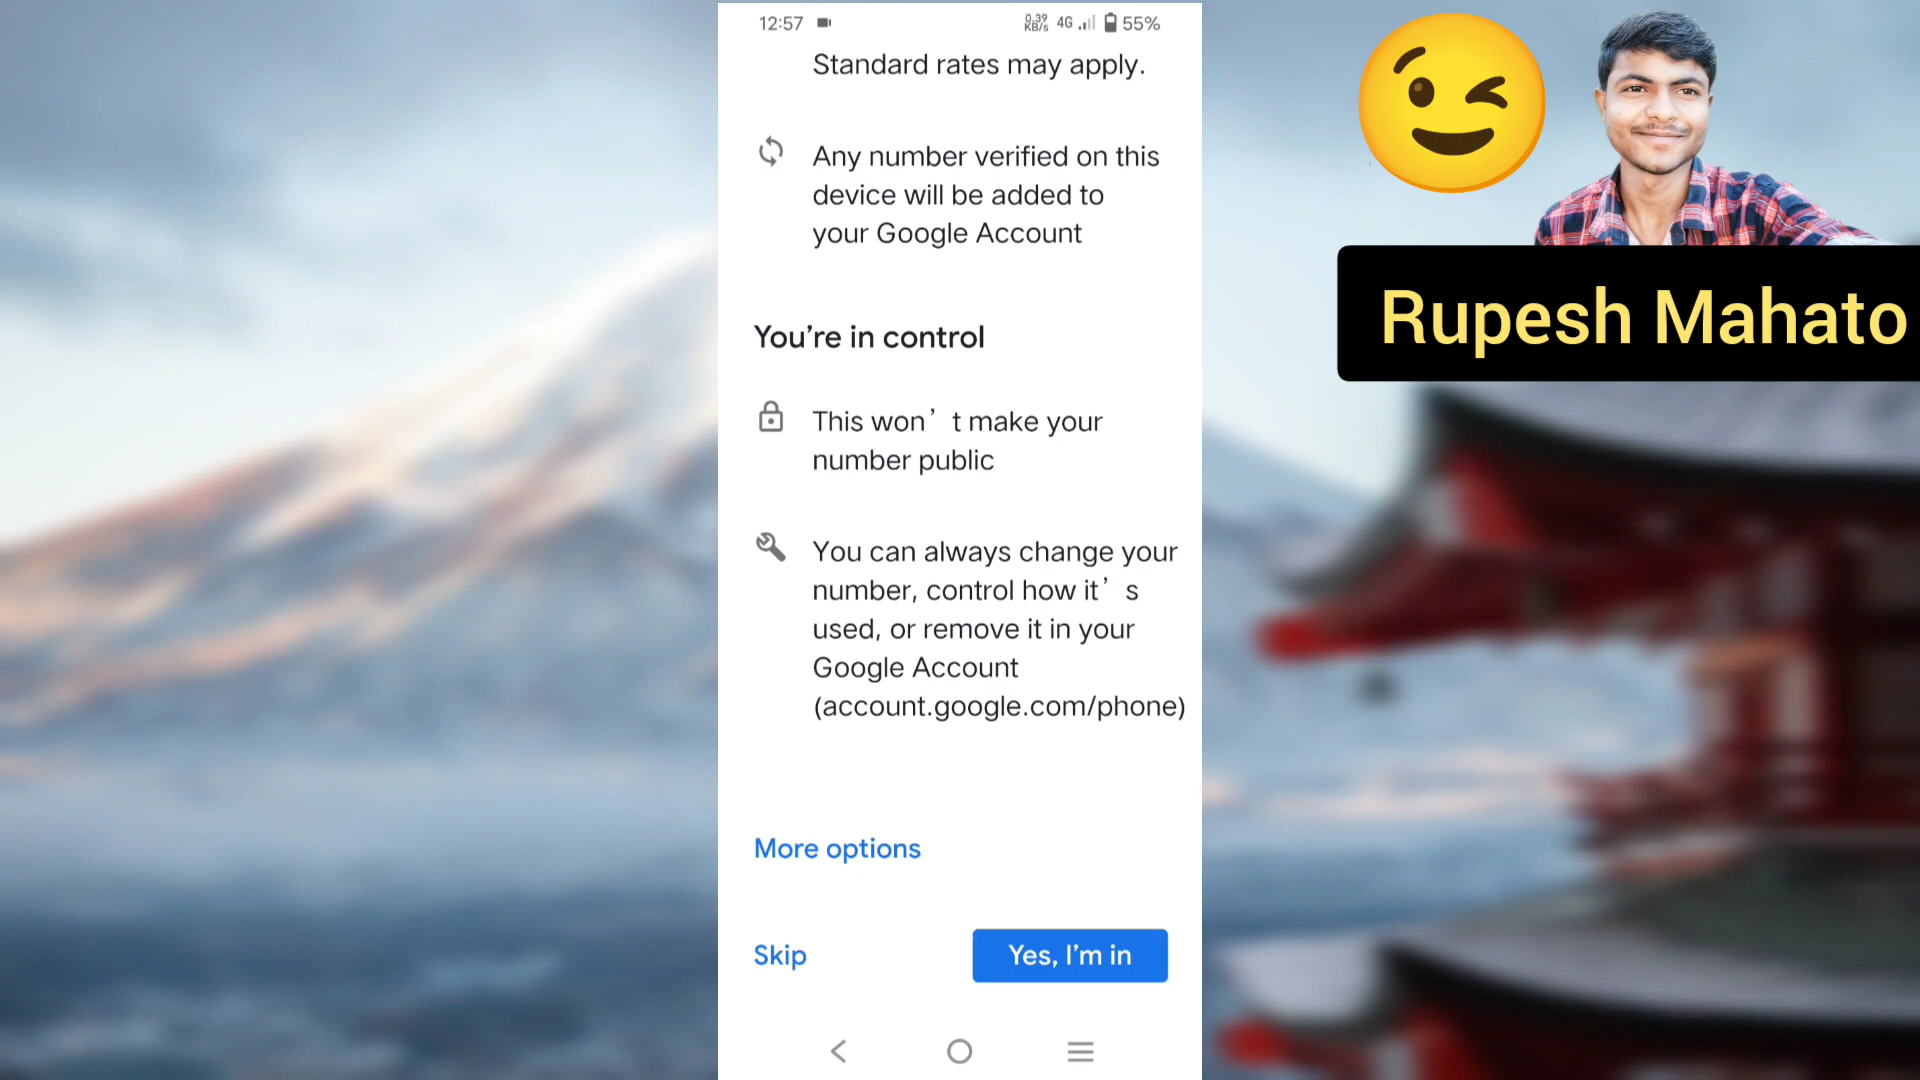 12:57
0.39 KB/s 4G 55%
Standard rates may apply.
Any number verified on this
device will be added to
your Google Account
You’re in control
This won’t make your
number public
You can always change your
number, control how it’s
used, or remove it in your
Google Account
(account.google.com/phone)
More options
Skip
Yes, I’m in
Rupesh Mahato